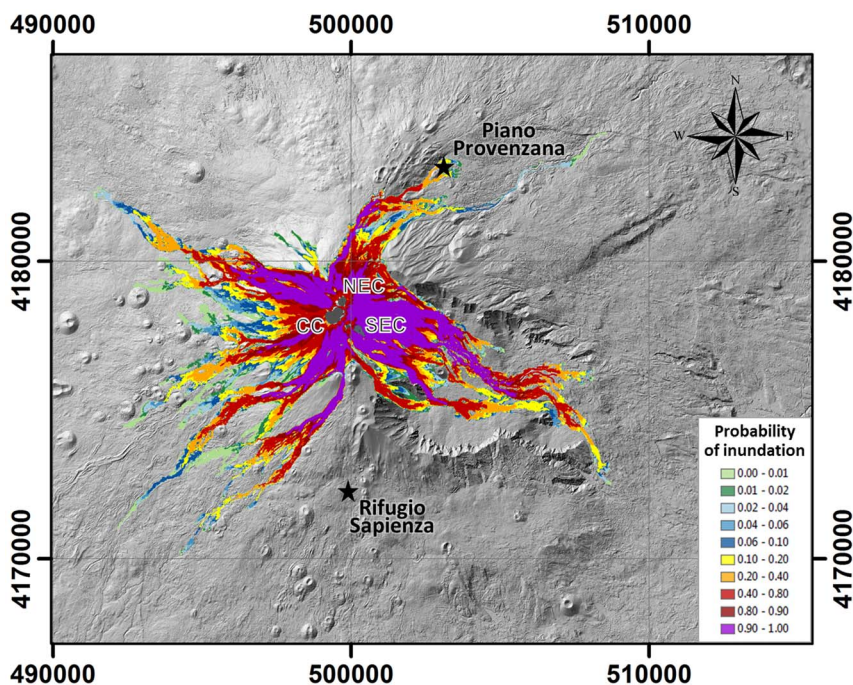 490000
500000
510000
N
W
E
S
Piano
Provenzana
4180000
4180000
NEC
CC
SEC
Rifugio
Sapienza
4170000
4170000
Probability
of inundation
0.00 - 0.01
0.01 - 0.02
0.02 - 0.04
0.04 - 0.06
0.06 - 0.10
0.10 - 0.20
0.20 - 0.40
0.40 - 0.80
0.80 - 0.90
0.90 - 1.00
490000
500000
510000